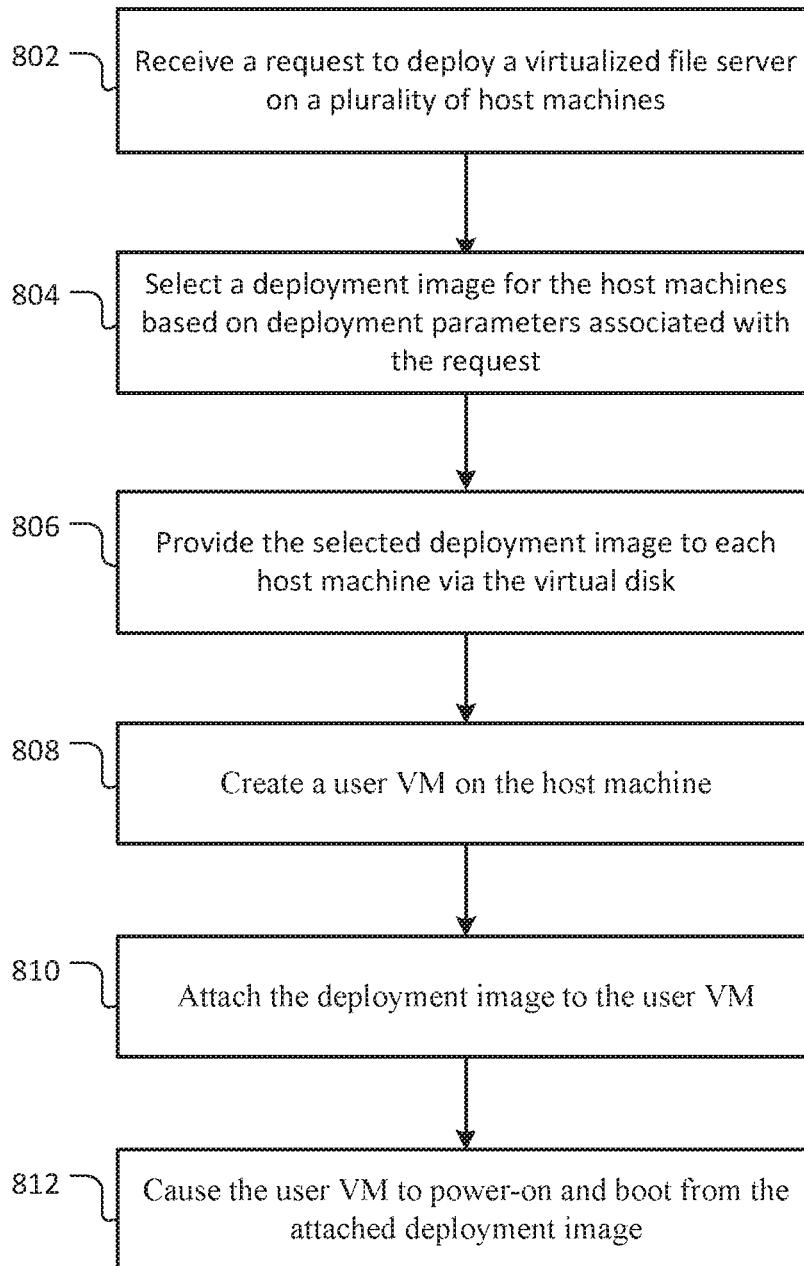 802
Receive a request to deploy a virtualized file server
on a plurality of host machines
804
Select a deployment image for the host machines
based on deployment parameters associated with
the request
806
Provide the selected deployment image to each
host machine via the virtual disk
808
Create a user VM on the host machine
810
Attach the deployment image to the user VM
812
Cause the user VM to power-on and boot from the
attached deployment image